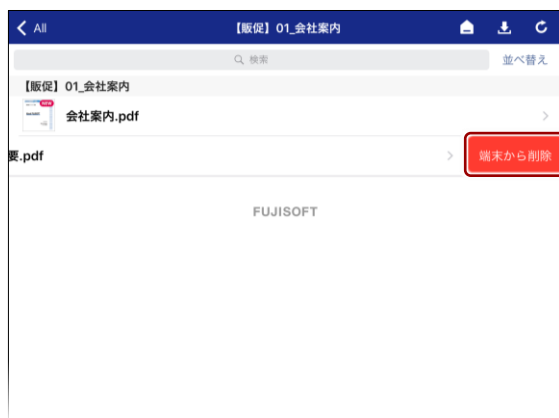 All 【販促】01_会社案内
検索 並べ替え
【販促】01_会社案内
会社案内.pdf
要.pdf 端末から削除
FUJISOFT